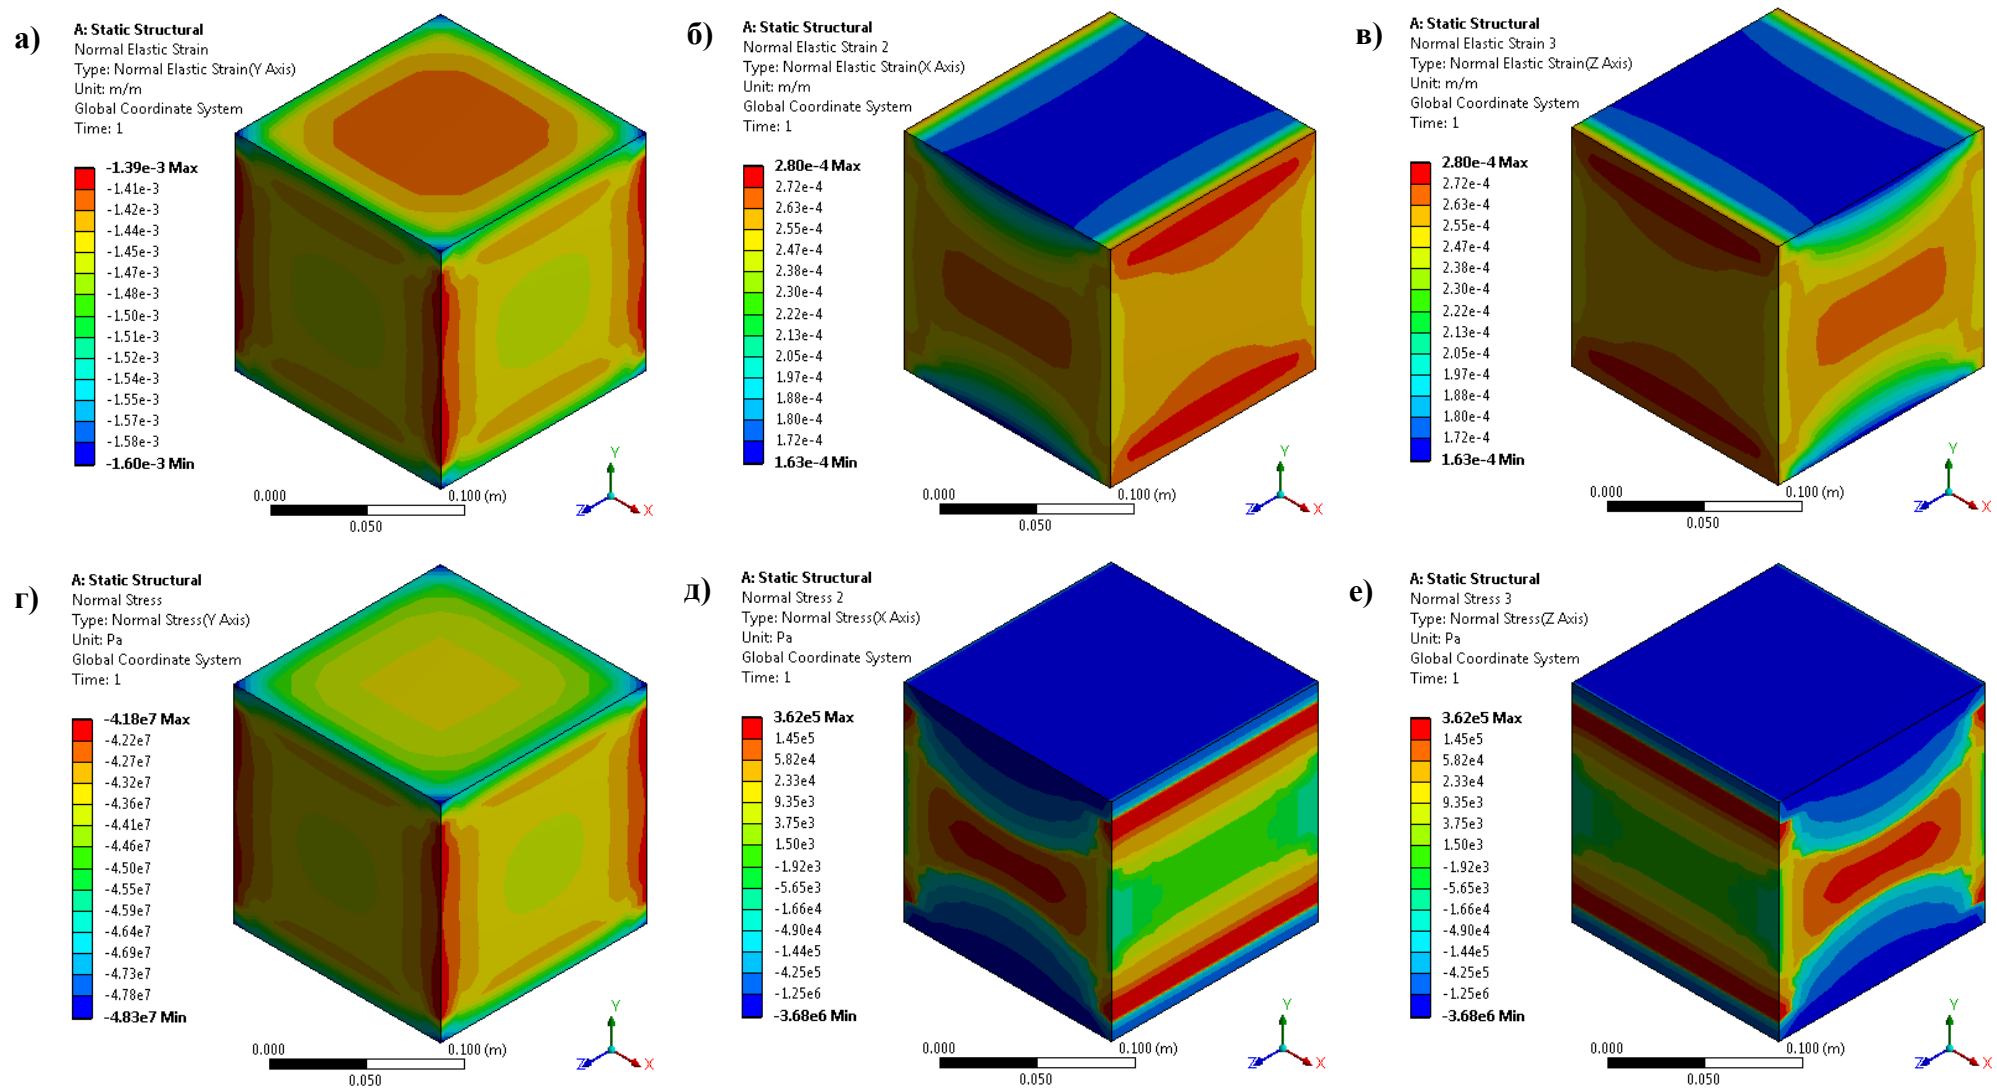 а)
A: Static Structural
Normal Elastic Strain
Type: Normal Elastic Strain(Y Axis)
Unit: m/m
Global Coordinate System
Time: 1
-1.39e-3 Max
-1.41e-3
-1.42e-3
-1.44e-3
-1.45e-3
-1.47e-3
-1.48e-3
-1.50e-3
-1.51e-3
-1.52e-3
-1.54e-3
-1.55e-3
-1.57e-3
-1.58e-3
-1.60e-3 Min
0.000
0.100 (m)
0.050
Y
Z
X
б)
A: Static Structural
Normal Elastic Strain 2
Type: Normal Elastic Strain(X Axis)
Unit: m/m
Global Coordinate System
Time: 1
2.80e-4 Max
2.72e-4
2.63e-4
2.55e-4
2.47e-4
2.38e-4
2.30e-4
2.22e-4
2.13e-4
2.05e-4
1.97e-4
1.88e-4
1.80e-4
1.72e-4
1.63e-4 Min
0.000
0.100 (m)
0.050
Y
Z
X
в)
A: Static Structural
Normal Elastic Strain 3
Type: Normal Elastic Strain(Z Axis)
Unit: m/m
Global Coordinate System
Time: 1
2.80e-4 Max
2.72e-4
2.63e-4
2.55e-4
2.47e-4
2.38e-4
2.30e-4
2.22e-4
2.13e-4
2.05e-4
1.97e-4
1.88e-4
1.80e-4
1.72e-4
1.63e-4 Min
0.000
0.100 (m)
0.050
Y
Z
X
г)
A: Static Structural
Normal Stress
Type: Normal Stress(Y Axis)
Unit: Pa
Global Coordinate System
Time: 1
-4.18e7 Max
-4.22e7
-4.27e7
-4.32e7
-4.36e7
-4.41e7
-4.46e7
-4.50e7
-4.55e7
-4.59e7
-4.64e7
-4.69e7
-4.73e7
-4.78e7
-4.83e7 Min
0.000
0.100 (m)
0.050
Y
Z
X
д)
A: Static Structural
Normal Stress 2
Type: Normal Stress(X Axis)
Unit: Pa
Global Coordinate System
Time: 1
3.62e5 Max
1.45e5
5.82e4
2.33e4
9.35e3
3.75e3
1.50e3
-1.92e3
-5.65e3
-1.66e4
-4.90e4
-1.44e5
-4.25e5
-1.25e6
-3.68e6 Min
0.000
0.100 (m)
0.050
Y
Z
X
е)
A: Static Structural
Normal Stress 3
Type: Normal Stress(Z Axis)
Unit: Pa
Global Coordinate System
Time: 1
3.62e5 Max
1.45e5
5.82e4
2.33e4
9.35e3
3.75e3
1.50e3
-1.92e3
-5.65e3
-1.66e4
-4.90e4
-1.44e5
-4.25e5
-1.25e6
-3.68e6 Min
0.000
0.100 (m)
0.050
Y
Z
X